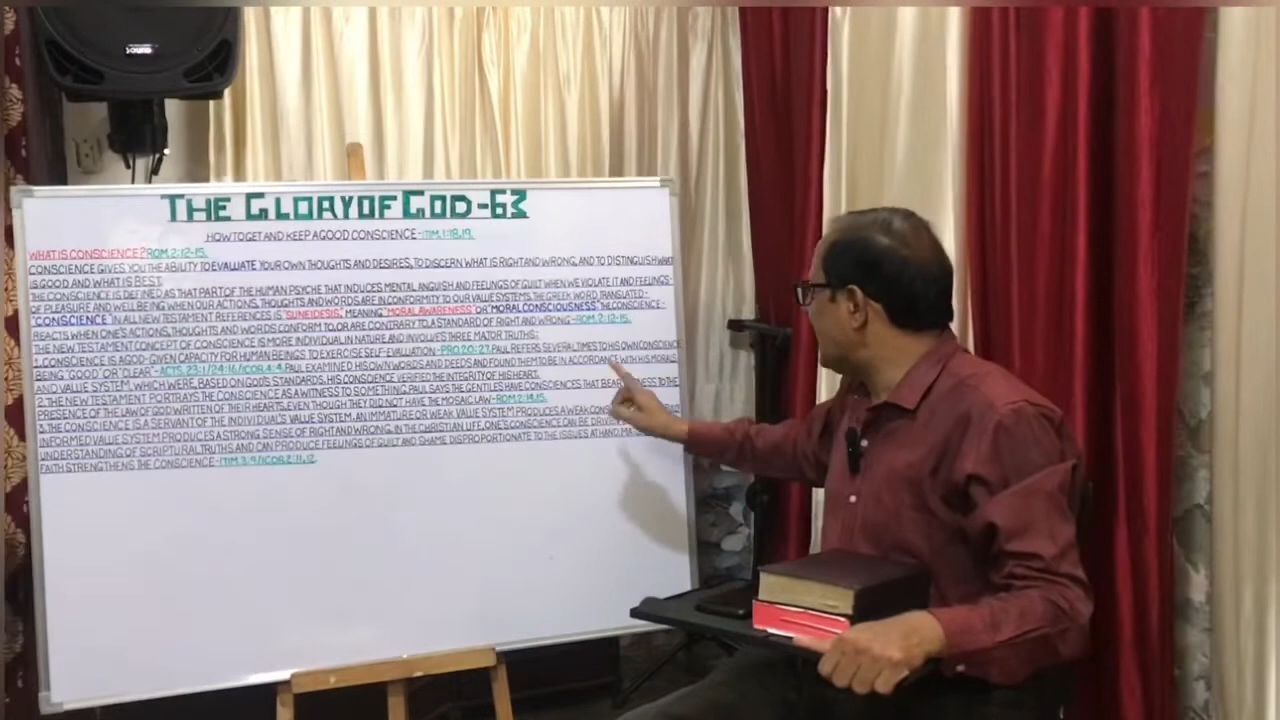 SOUND
THE GLORY OF GOD-63
HOW TO GET AND KEEP A GOOD CONSCIENCE-1TIM.1:18,19.
WHAT IS CONSCIENCE? ROM.2:12-15.
CONSCIENCE GIVES YOU THE ABILITY TO EVALUATE YOUR OWN THOUGHTS AND DESIRES, TO DISCERN WHAT IS RIGHT AND WRONG, AND TO DISTINGUISH WHAT
IS GOOD AND WHAT IS BEST.
THE CONSCIENCE IS DEFINED AS THAT PART OF THE HUMAN PSYCHE THAT INDUCES MENTAL ANGUISH AND FEELINGS OF GUILT WHEN WE VIOLATE IT AND FEELINGS-
OF PLEASURE AND WELL BEING WHEN OUR ACTIONS, THOUGHTS AND WORDS ARE IN CONFORMITY TO OUR VALUE SYSTEMS. THE GREEK WORD TRANSLATED-
"CONSCIENCE" IN ALL NEW TESTAMENT REFERENCES IS "SUNEIDESIS," MEANING "MORAL AWARENESS" OR "MORAL CONSCIOUSNESS." THE CONSCIENCE-
REACTS WHEN ONE'S ACTIONS, THOUGHTS AND WORDS CONFORM TO, OR ARE CONTRARY TO, A STANDARD OF RIGHT AND WRONG-ROM.2:12-15.
THE NEW TESTAMENT CONCEPT OF CONSCIENCE IS MORE INDIVIDUAL IN NATURE AND INVOLVES THREE MAJOR TRUTHS:
1. CONSCIENCE IS A GOD-GIVEN CAPACITY FOR HUMAN BEINGS TO EXERCISE SELF-EVALUATION-PRO 20:27. PAUL REFERS SEVERAL TIMES TO HIS OWN CONSCIENCE
BEING "GOOD" OR "CLEAR"-ACTS.23:1/24:16/1COR.4:4. PAUL EXAMINED HIS OWN WORDS AND DEEDS AND FOUND THEM TO BE IN ACCORDANCE WITH HIS MORALS
AND VALUE SYSTEM, WHICH WERE, BASED ON GOD'S STANDARDS. HIS CONSCIENCE VERIFIED THE INTEGRITY OF HIS HEART.
2. THE NEW TESTAMENT PORTRAYS THE CONSCIENCE AS A WITNESS TO SOMETHING. PAUL SAYS THE GENTILES HAVE CONSCIENCES THAT BEAR TO THE
PRESENCE OF THE LAW OF GOD WRITTEN OF THEIR HEARTS, EVEN THOUGH THEY DID NOT HAVE THE MOSAIC LAW-ROM.2:14,15.
3. THE CONSCIENCE IS A SERVANT OF THE INDIVIDUAL'S VALUE SYSTEM. AN IMMATURE OR WEAK VALUE SYSTEM PRODUCES A WEAK
INFORMED VALUE SYSTEM PRODUCES A STRONG SENSE OF RIGHT AND WRONG. IN THE CHRISTIAN LIFE, ONE'S CONSCIENCE CAN BE DRIVEN
UNDERSTANDING OF SCRIPTURAL TRUTHS AND CAN PRODUCE FEELINGS OF GUILT AND SHAME DISPROPORTIONATE TO THE ISSUES AT HAND.
FAITH STRENGTHENS THE CONSCIENCE-1TIM.3:9/1COR.2:11,12.